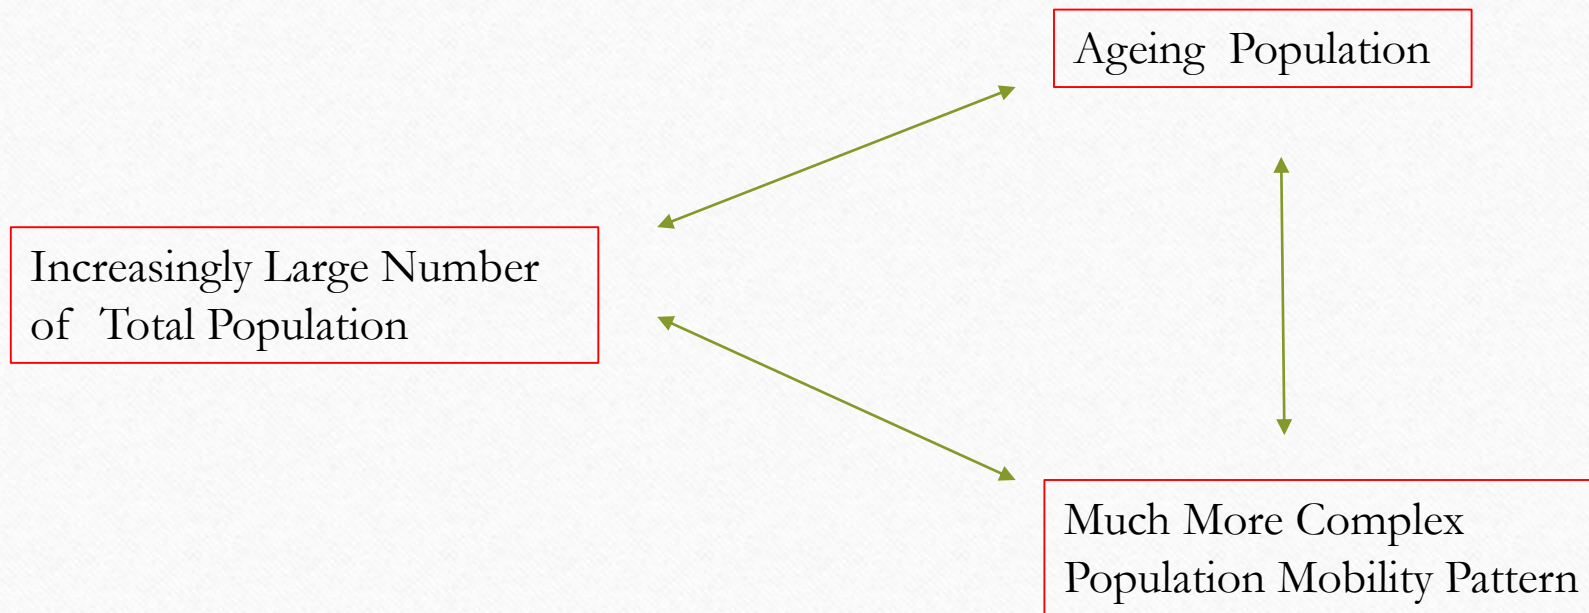 Ageing Population
Increasingly Large Number
of Total Population
Much More Complex
Population Mobility Pattern